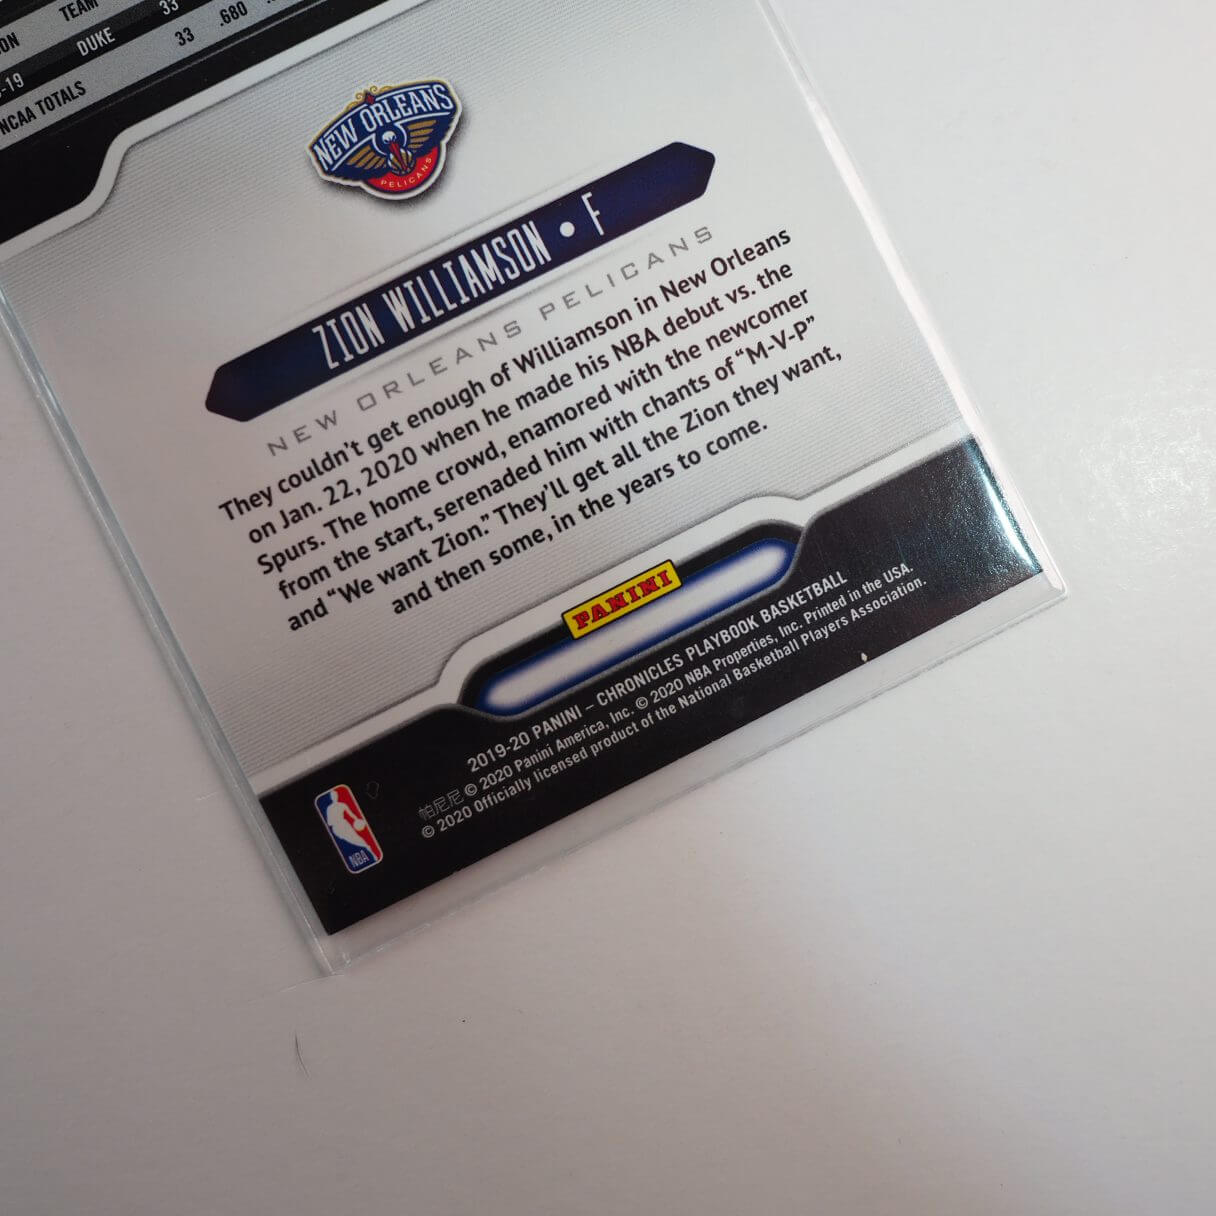 TEAM
DUKE 33
-19
NCAA TOTALS 33 .680
NEW ORLEANS
PELICANS
ZION WILLIAMSON • F
NEW ORLEANS PELICANS
They couldn't get enough of Williamson in New Orleans
on Jan. 22, 2020 when he made his NBA debut vs. the
Spurs. The home crowd, enamored with the newcomer
from the start, serenaded him with chants of “M-V-P”
and “We want Zion.” They'll get all the Zion they want,
and then some, in the years to come.
PANINI
2019-20 PANINI – CHRONICLES PLAYBOOK BASKETBALL
帕尼尼 © 2020 Panini America, Inc. © 2020 NBA Properties, Inc. Printed in the USA.
© 2020 Officially licensed product of the National Basketball Players Association.
NBA